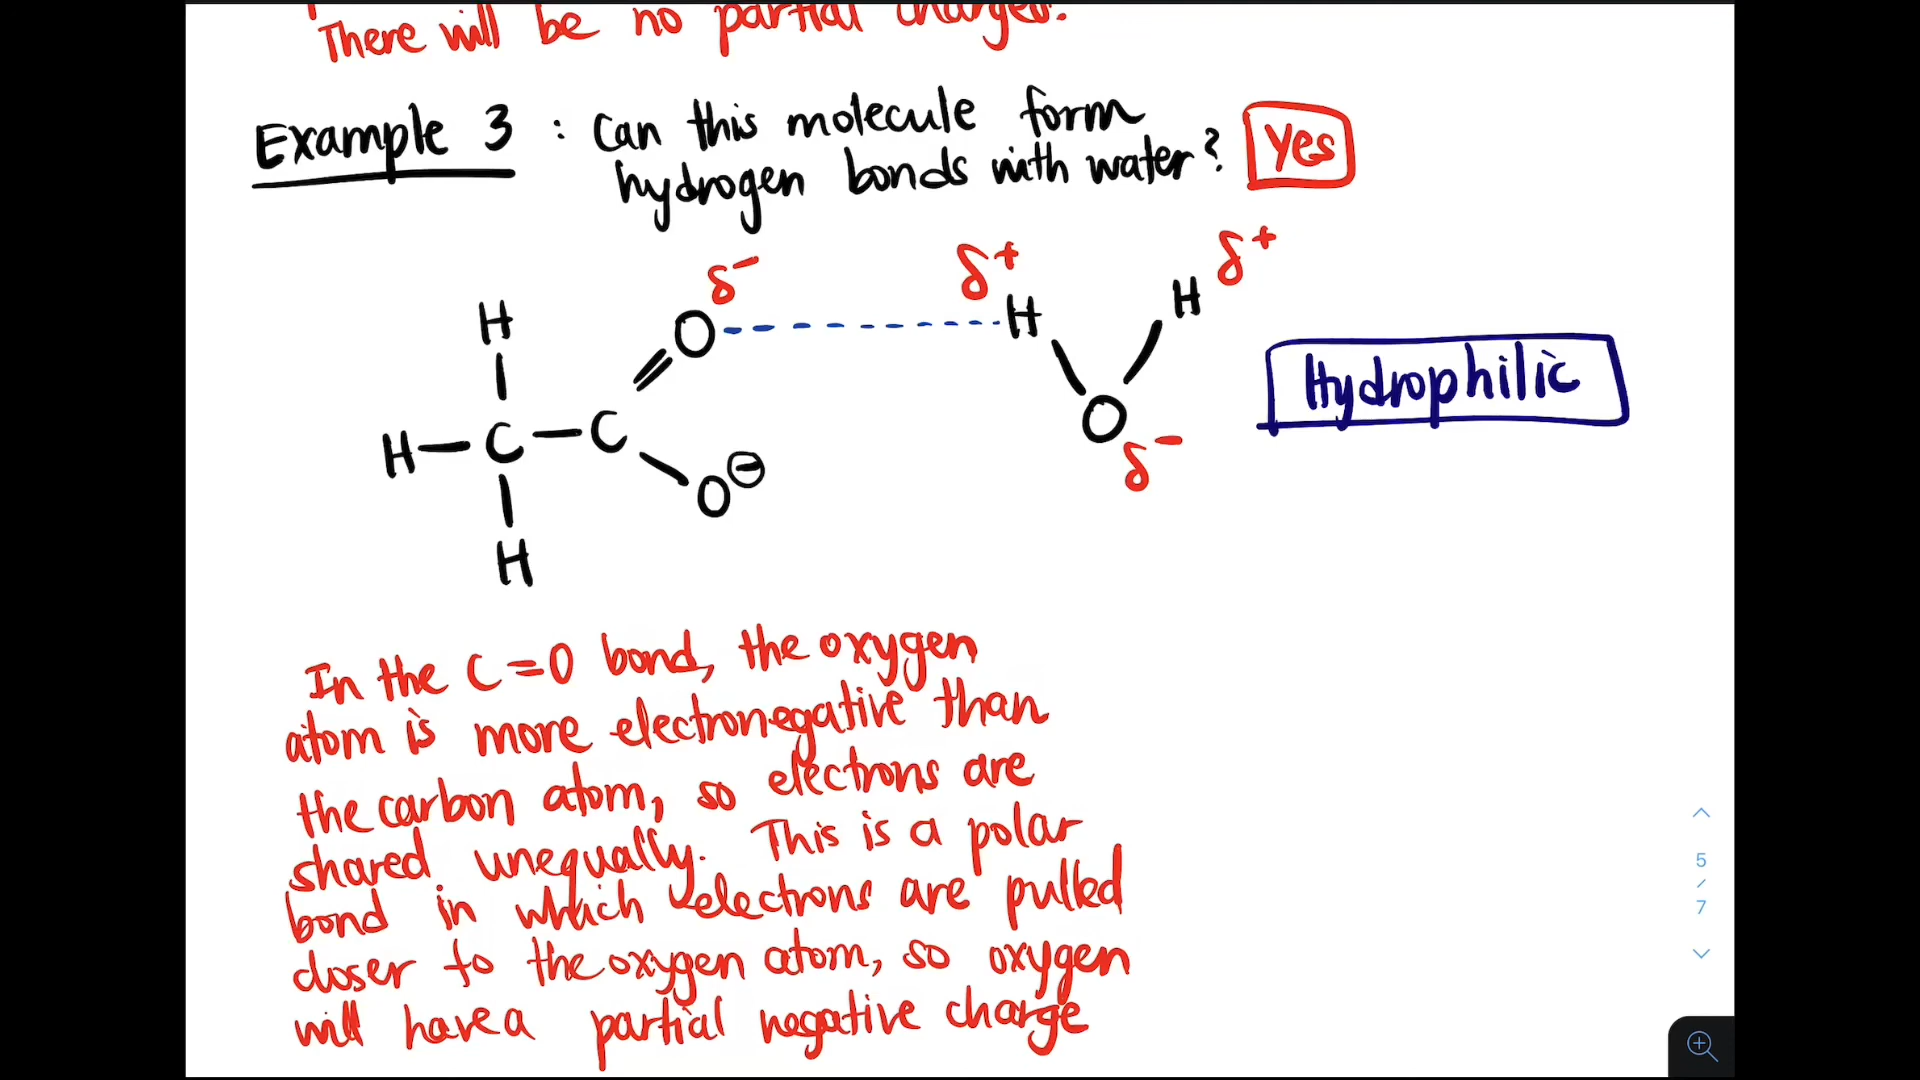 There will be no partial charges.
Example 3 : Can this molecule form
hydrogen bonds with water? Yes
δ- δ+ δ+
H O H H
Hydrophilic
H-C-C O
O⊖ δ-
H
In the C=O bond, the oxygen
atom is more electronegative than
the carbon atom, so electrons are
shared unequally. This is a polar
bond in which electrons are pulled
closer to the oxygen atom, so oxygen
will have a partial negative charge
5
/
7